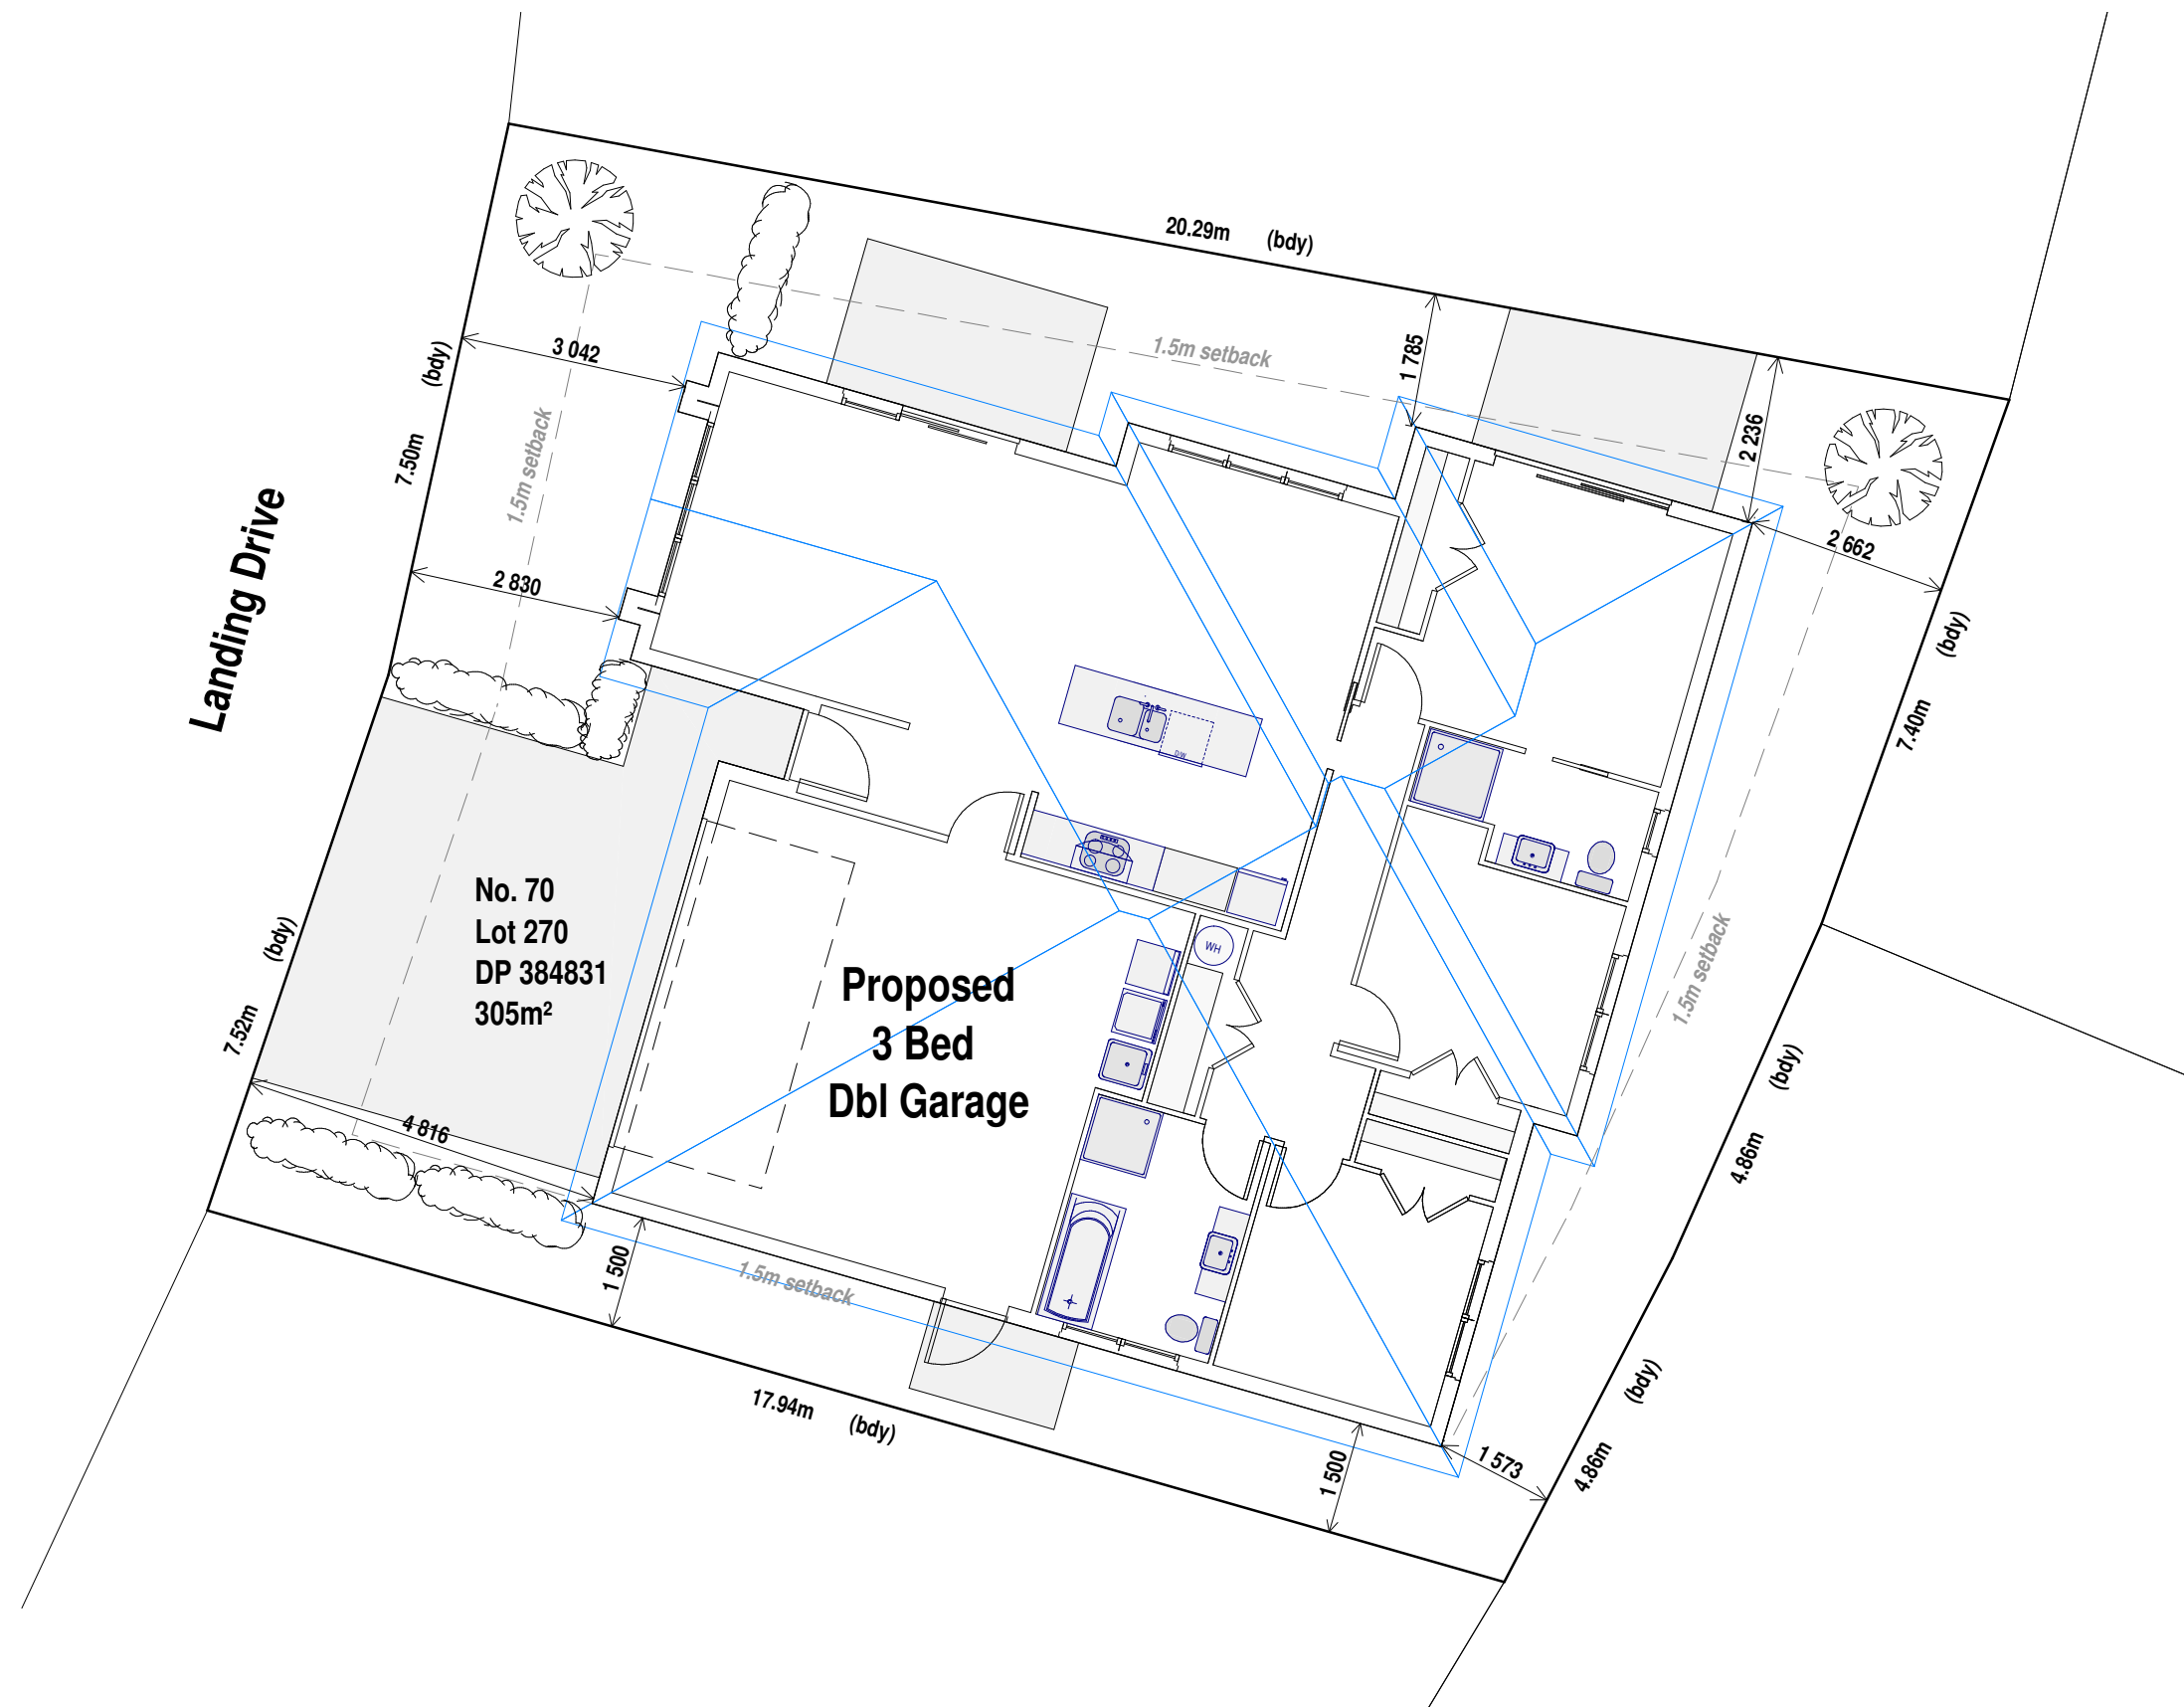 20.29m (bdy)
3 042
1.5m setback
1 785
2 236
(bdy)
7.50m
1.5m setback
2 662
2 830
(bdy)
7.40m
Landing Drive
D/W
No. 70
Lot 270
DP 384831
305m²
WH
Proposed
3 Bed
Dbl Garage
(bdy)
7.52m
1.5m setback
(bdy)
4.86m
4 816
1 500
1.5m setback
17.94m (bdy)
1 500
1 573
(bdy)
4.86m